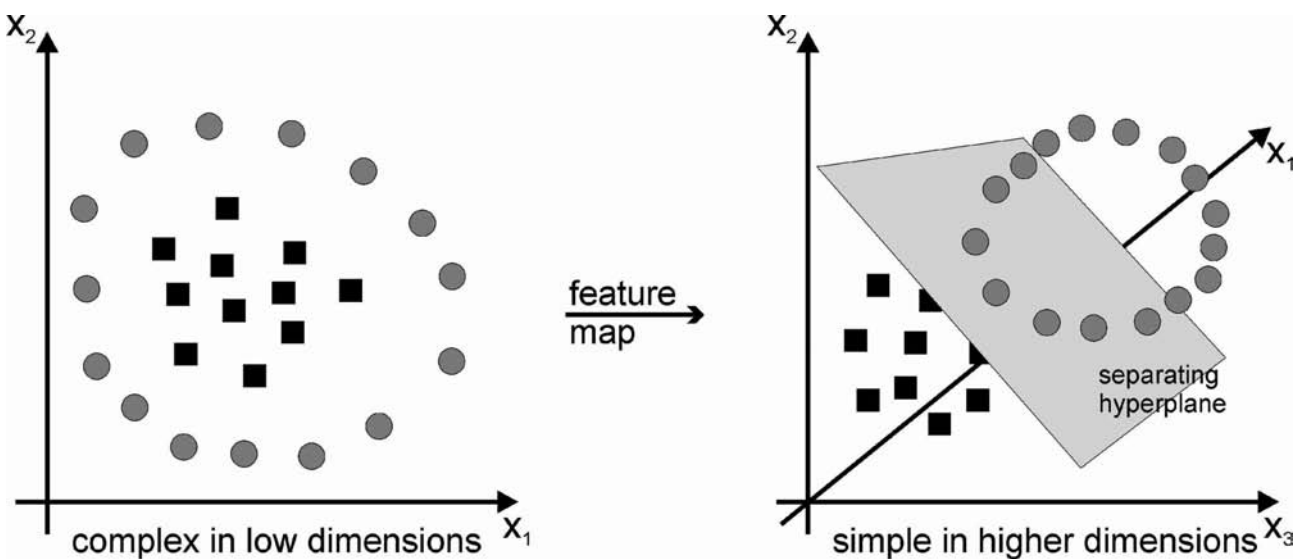 X₂
X₁
complex in low dimensions
feature
map
X₂
X₁
separating
hyperplane
X₃
simple in higher dimensions